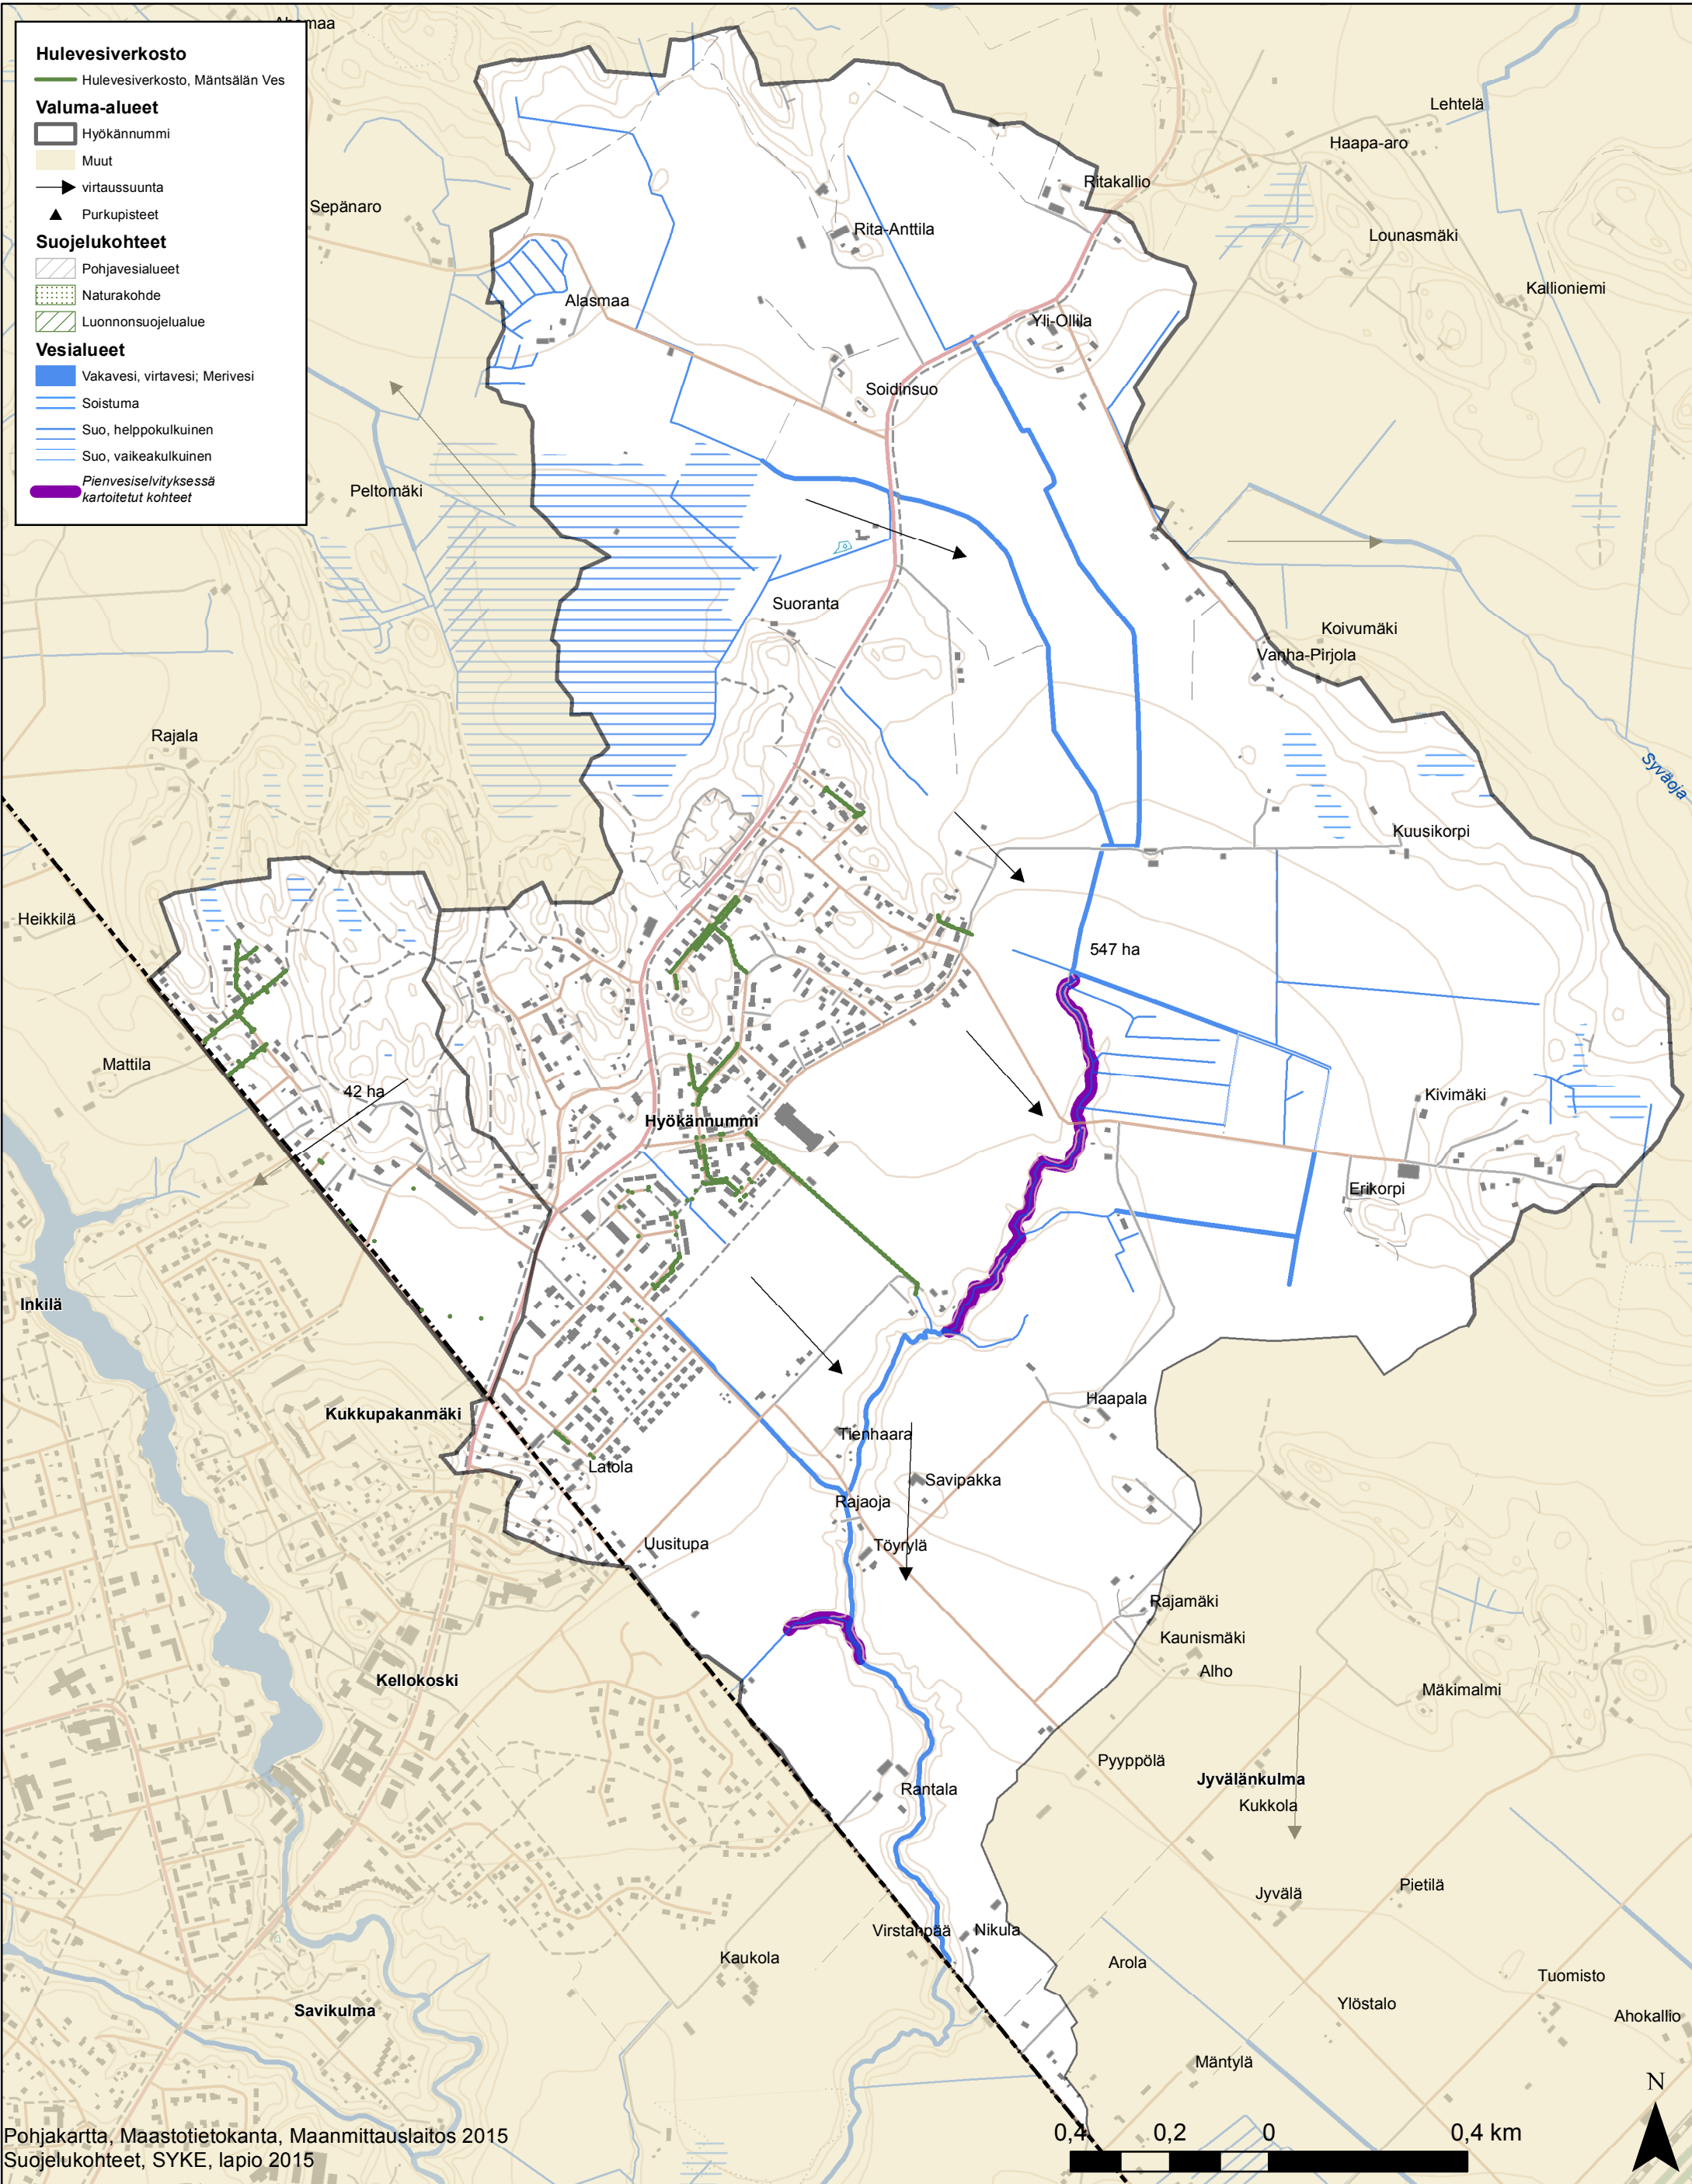 Hulevesiverkosto
Hulevesiverkosto, Mäntsälän Ves
Valuma-alueet
Hyökännummi
Muut
virtaussuunta
Purkupisteet
Suojelukohteet
Pohjavesialueet
Naturakohde
Luonnonsuojelualue
Vesialueet
Vakavesi, virtavesi; Merivesi
Soistuma
Suo, helppokulkuinen
Suo, vaikeakulkuinen
Pienvesiselvityksessä
kartoitetut kohteet
Lehtelä
Haapa-aro
Ritakallio
Sepänaro
Rita-Anttila
Lounasmäki
Kallioniemi
Alasmaa
Yli-Ollila
Soidinsuo
Peltomäki
Suoranta
Koivumäki
Vanha-Pirjola
Rajala
Syväoja
Kuusikorpi
Heikkilä
547 ha
Mattila
42 ha
Kivimäki
Hyökännummi
Erikorpi
Inkilä
Haapala
Kukkupakanmäki
Tienhaara
Latola
Savipakka
Rajaoja
Uusitupa
Töyrylä
Rajamäki
Kaunismäki
Alho
Kellokoski
Mäkimalmi
Pyyppölä
Jyvälänkulma
Rantala
Kukkola
Pietilä
Jyvälä
Virstanpää
Nikula
Kaukola
Arola
Tuomisto
Ylöstalo
Savikulma
Ahokallio
Mäntylä
N
Pohjakartta, Maastotietokanta, Maanmittauslaitos 2015
Suojelukohteet, SYKE, lapio 2015
0,4 0,2 0 0,4 km